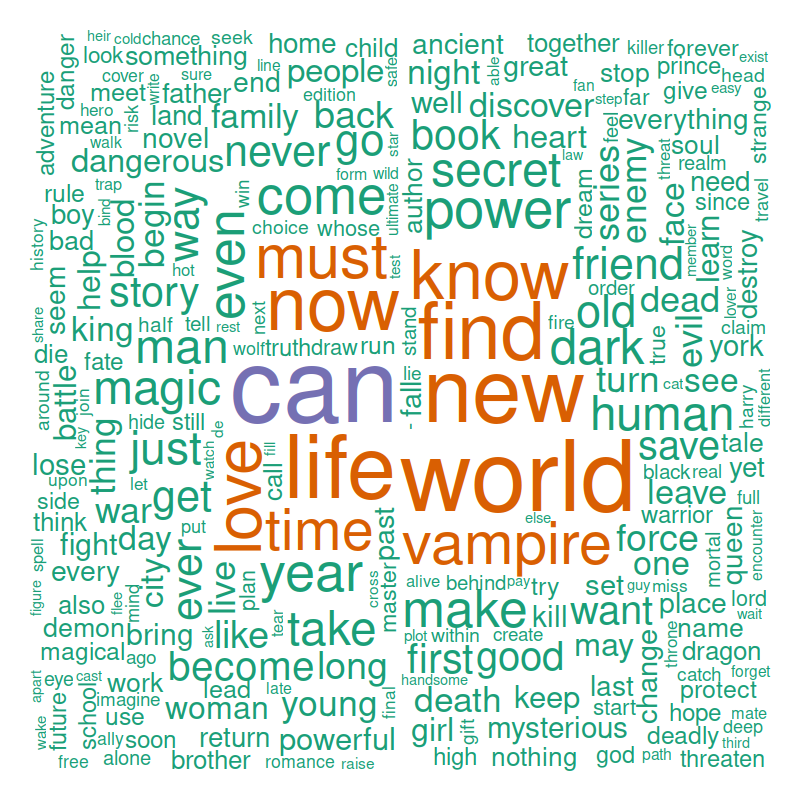 heir cold chance seek home child ancient together killer forever
look something people night great stop prince exist
danger line safe able fan head
meet cover sure father end discover step far give easy
adventure hero write risk edition back well everything
mean land family go book heart feel strange
walk novel never star author soul
dangerous form wild secret law threat realm
rule trap win come power dream series enemy face need
boy bind blood begin way even choice whose ultimate since travel
history bad hot must test know friend learn member word
seem help story now next stand find order old dead lover destroy
share king half tell rest fire dark true evil claim
die fate man wolf truth draw run york
around join battle magic can lie fall new turn cat see harry different
key hide still human
lose thing just de watch love fill life world save tale
upon let call black real yet
side get time past else leave full
think war put vampire warrior
fight day ever cross master force queen encounter
figure spell every city year alive behind pay try one mortal
also flee mind live plan make set guy miss
demon bring ask like tear take plot within create kill want place lord
magical ago first good may name wait
apart eye cast become long handsome change throne dragon
imagine work lead late death keep last catch forget
wake future school use woman young final girl gift start hope protect mate
ally soon return powerful mysterious deadly deep
free alone brother romance raise high nothing god path third threaten
-